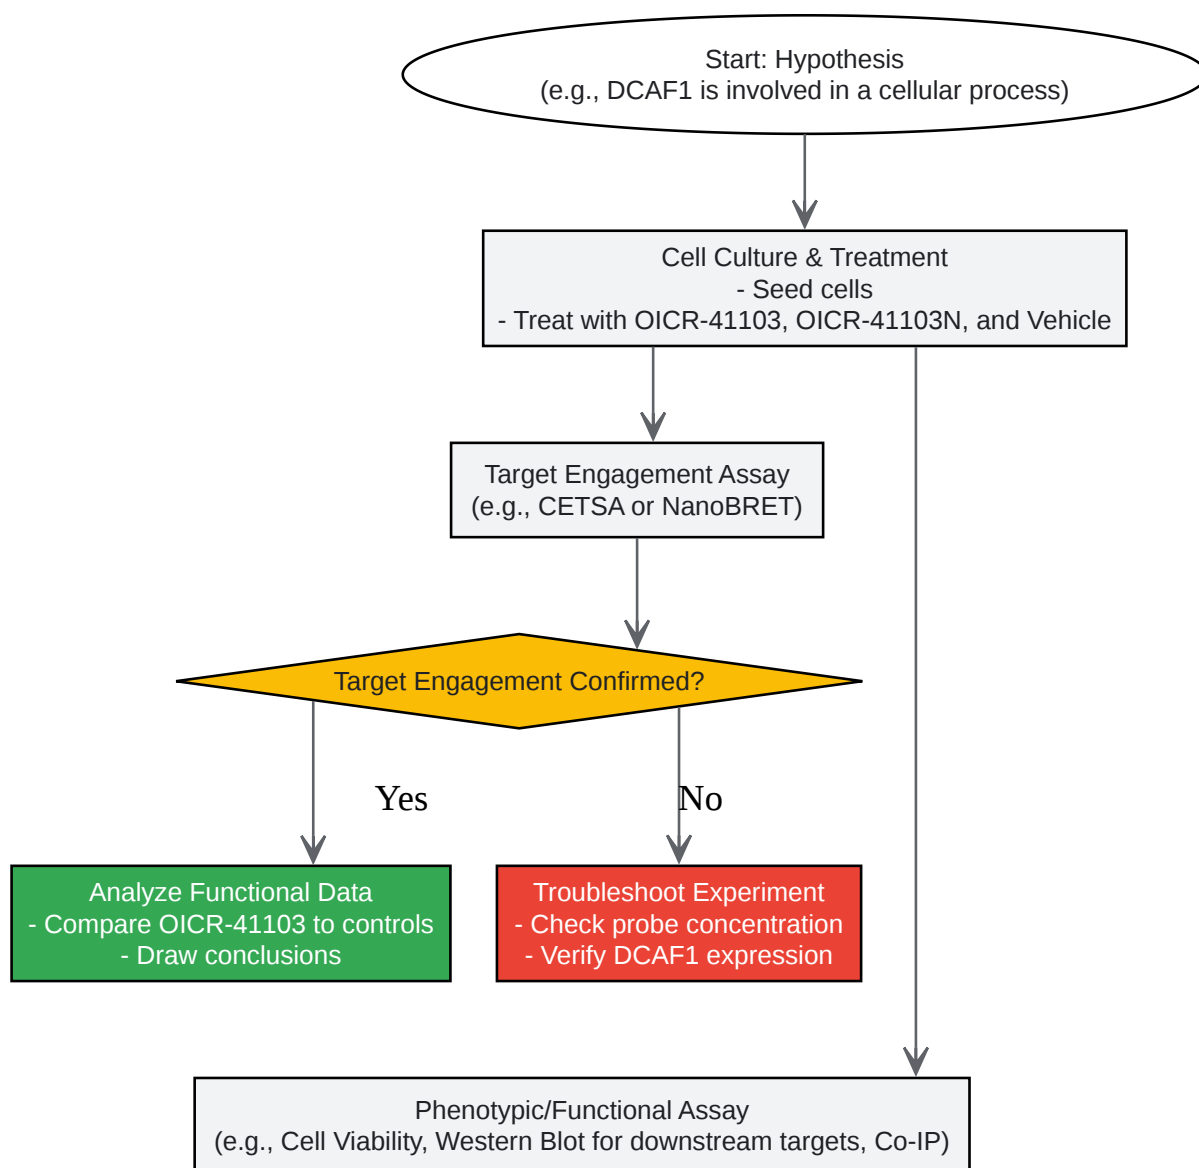 Start: Hypothesis
(e.g., DCAF1 is involved in a cellular process)
Cell Culture & Treatment
- Seed cells
- Treat with OICR-41103, OICR-41103N, and Vehicle
Target Engagement Assay
(e.g., CETSA or NanoBRET)
Target Engagement Confirmed?
Yes
No
Analyze Functional Data
- Compare OICR-41103 to controls
- Draw conclusions
Troubleshoot Experiment
- Check probe concentration
- Verify DCAF1 expression
Phenotypic/Functional Assay
(e.g., Cell Viability, Western Blot for downstream targets, Co-IP)